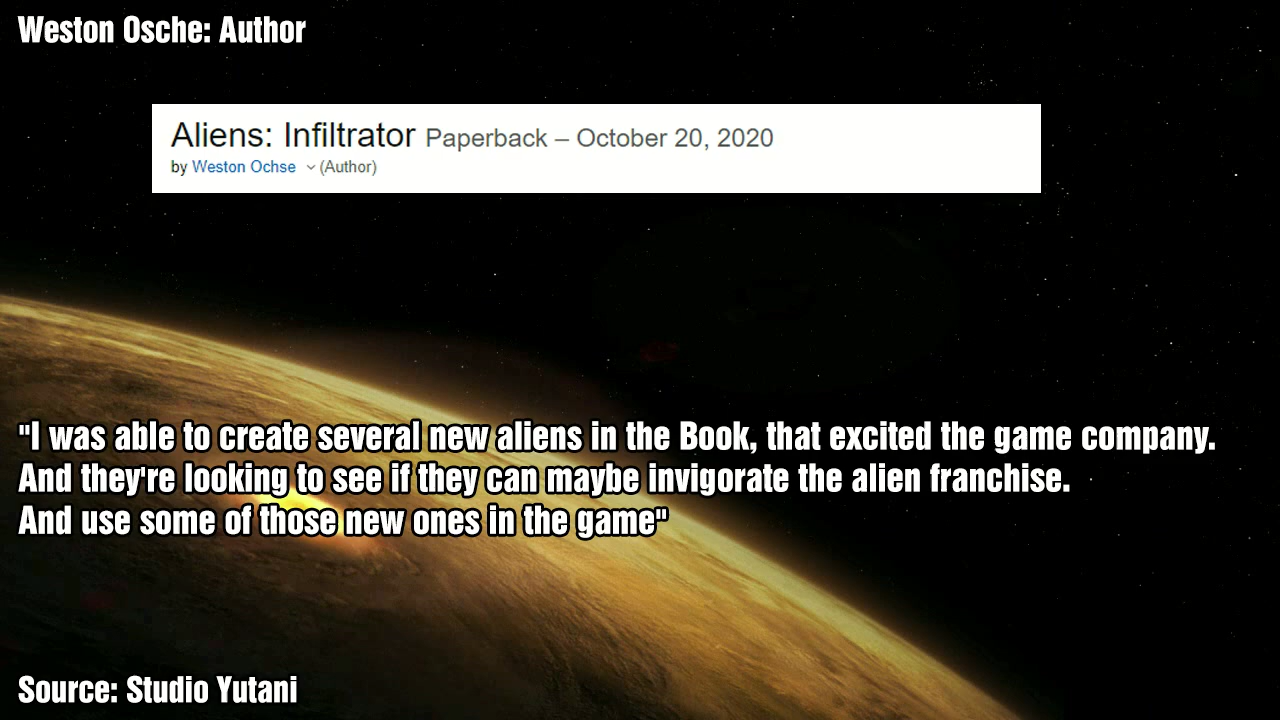 Weston Osche: Author
Aliens: Infiltrator Paperback – October 20, 2020
by Weston Ochse (Author)
"I was able to create several new aliens in the Book, that excited the game company.
And they're looking to see if they can maybe invigorate the alien franchise.
And use some of those new ones in the game"
Source: Studio Yutani